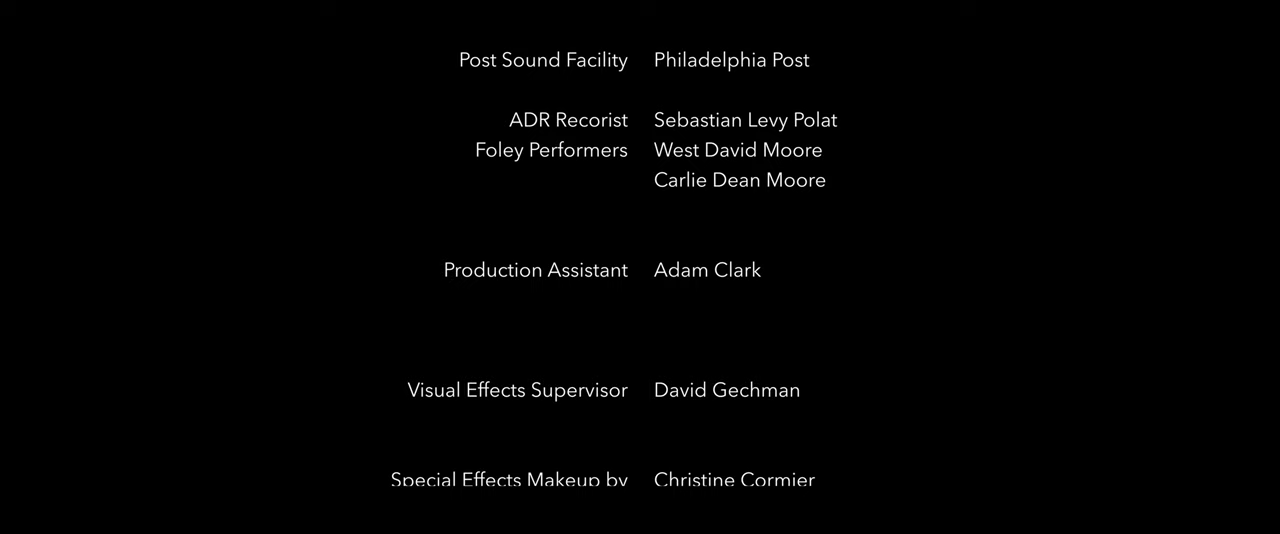 Post Sound Facility Philadelphia Post
ADR Recorist Sebastian Levy Polat
Foley Performers West David Moore
Carlie Dean Moore
Production Assistant Adam Clark
Visual Effects Supervisor David Gechman
Special Effects Makeup by Christine Cormier